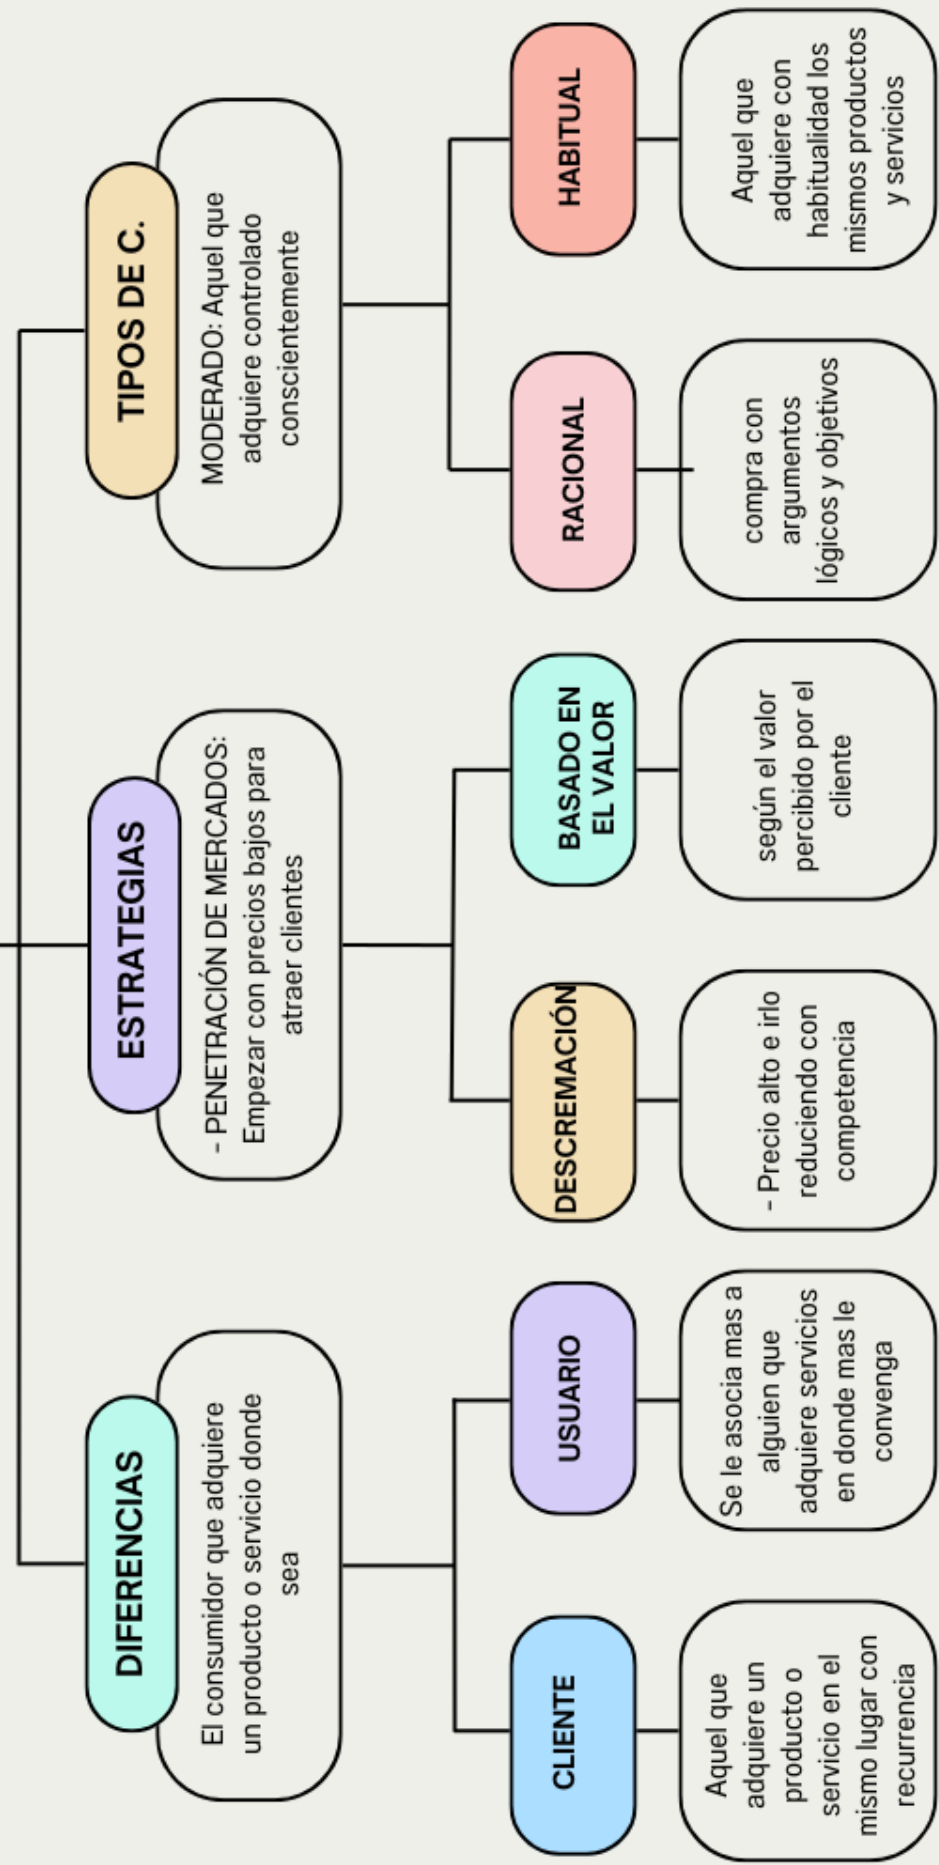 DIFERENCIAS
El consumidor que adquiere
un producto o servicio donde
sea
CLIENTE
Aquel que
adquiere un
producto o
servicio en el
mismo lugar con
recurrencia
USUARIO
Se le asocia mas a
alguien que
adquiere servicios
en donde mas le
convenga
ESTRATEGIAS
- PENETRACIÓN DE MERCADOS:
Empezar con precios bajos para
atraer clientes
DESCREMACIÓN
- Precio alto e irlo
reduciendo con
competencia
BASADO EN
EL VALOR
según el valor
percibido por el
cliente
TIPOS DE C.
MODERADO: Aquel que
adquiere controlado
conscientemente
RACIONAL
compra con
argumentos
lógicos y objetivos
HABITUAL
Aquel que
adquiere con
habitualidad los
mismos productos
y servicios